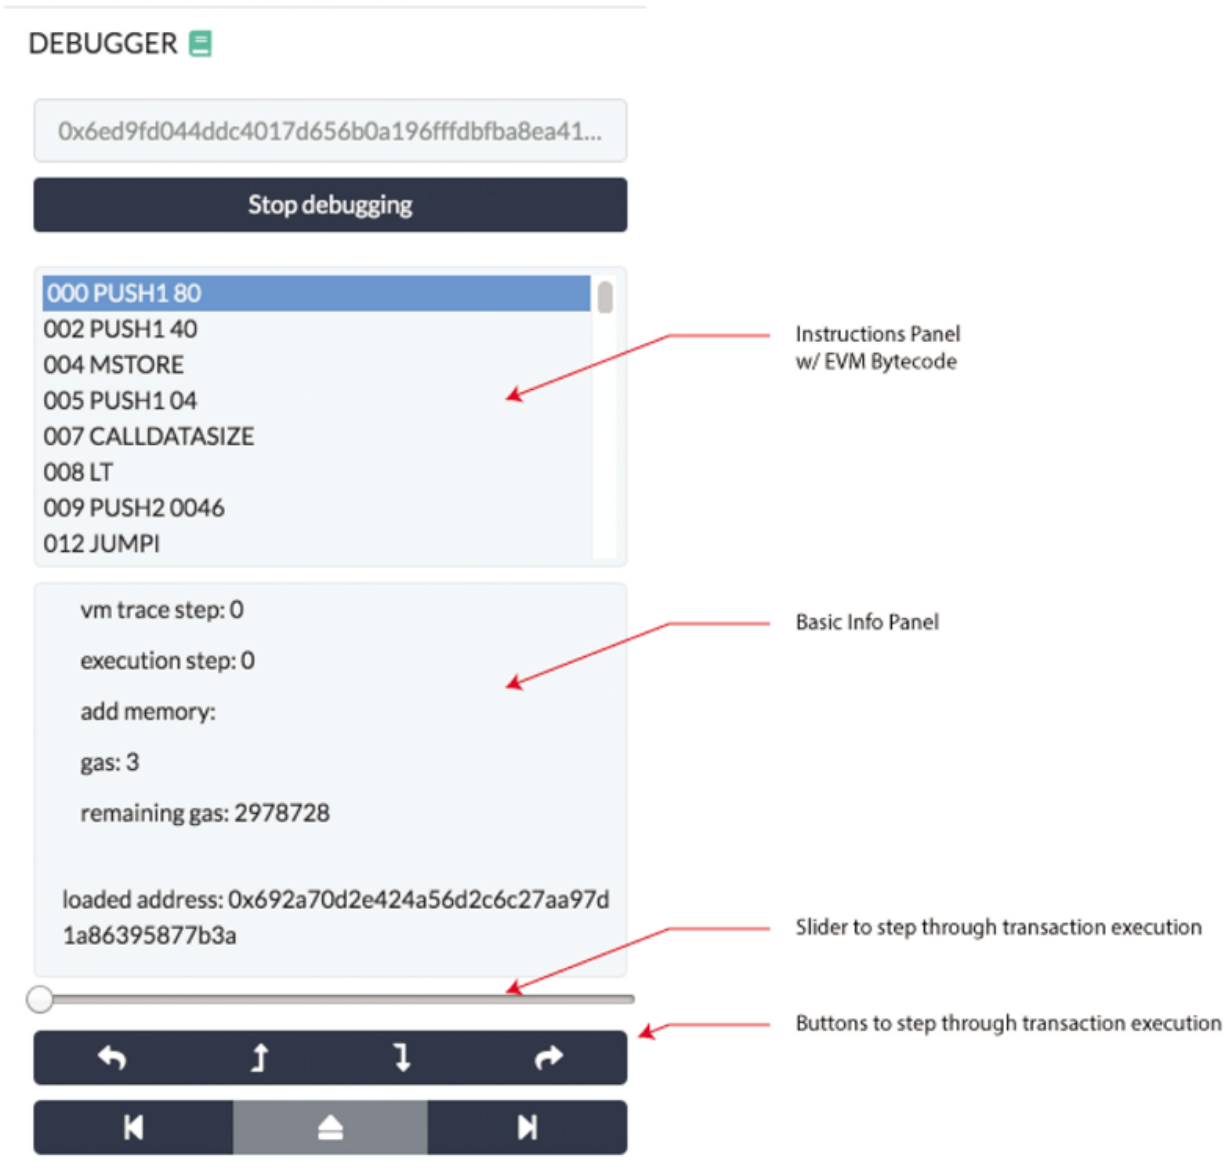 DEBUGGER
0x6ed9fd044ddc4017d656b0a196fffdbfba8ea41...
Stop debugging
000 PUSH1 80
002 PUSH1 40
004 MSTORE
005 PUSH1 04
007 CALLDATASIZE
008 LT
009 PUSH2 0046
012 JUMPI
Instructions Panel
w/ EVM Bytecode
vm trace step: 0
execution step: 0
add memory:
gas: 3
remaining gas: 2978728
loaded address: 0x692a70d2e424a56d2c6c27aa97d
1a86395877b3a
Basic Info Panel
Slider to step through transaction execution
Buttons to step through transaction execution